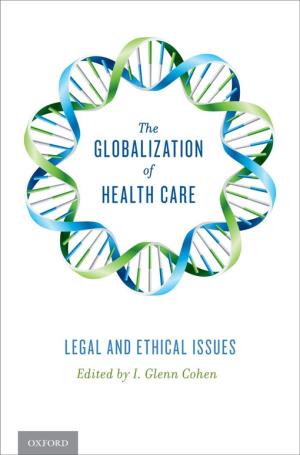 The
GLOBALIZATION
of
HEALTH CARE
LEGAL AND ETHICAL ISSUES
Edited by I. Glenn Cohen
OXFORD